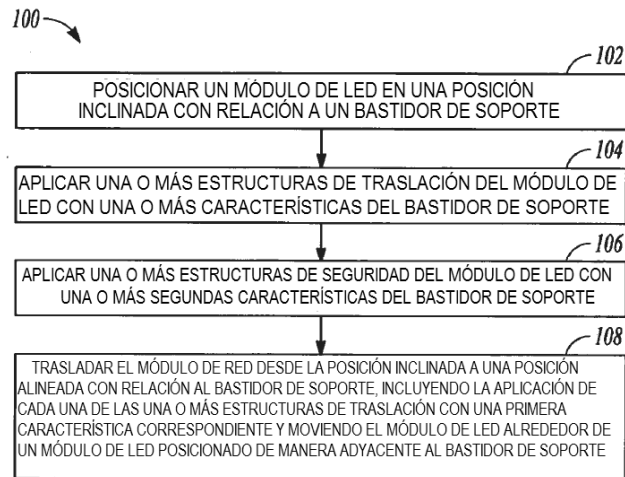 100
102
POSICIONAR UN MÓDULO DE LED EN UNA POSICIÓN
INCLINADA CON RELACIÓN A UN BASTIDOR DE SOPORTE
104
APLICAR UNA O MÁS ESTRUCTURAS DE TRASLACIÓN DEL MÓDULO DE
LED CON UNA O MÁS CARACTERÍSTICAS DEL BASTIDOR DE SOPORTE
106
APLICAR UNA O MÁS ESTRUCTURAS DE SEGURIDAD DEL MÓDULO DE LED CON
UNA O MÁS SEGUNDAS CARACTERÍSTICAS DEL BASTIDOR DE SOPORTE
108
TRASLADAR EL MÓDULO DE RED DESDE LA POSICIÓN INCLINADA A UNA POSICIÓN
ALINEADA CON RELACIÓN AL BASTIDOR DE SOPORTE, INCLUYENDO LA APLICACIÓN DE
CADA UNA DE LAS UNA O MÁS ESTRUCTURAS DE TRASLACIÓN CON UNA PRIMERA
CARACTERÍSTICA CORRESPONDIENTE Y MOVIENDO EL MÓDULO DE LED ALREDEDOR DE
UN MÓDULO DE LED POSICIONADO DE MANERA ADYACENTE AL BASTIDOR DE SOPORTE